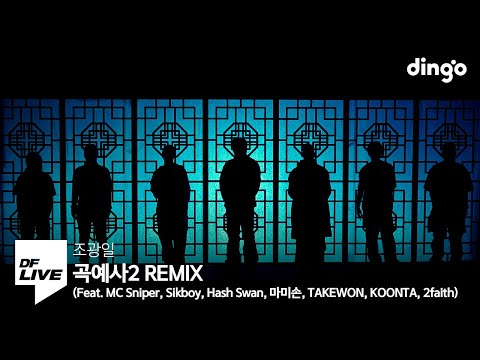 dingo
DF
LIVE
조광일
곡예사2 REMIX
(Feat. MC Sniper, Sikboy, Hash Swan, 마미손, TAKEWON, KOONTA, 2faith)